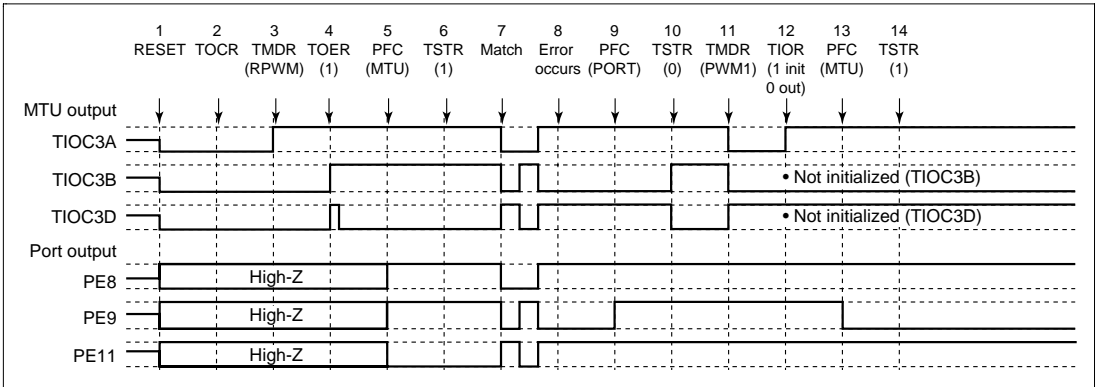 1 2 3 4 5 6 7 8 9 10 11 12 13 14
RESET TOCR TMDR TOER PFC TSTR Match Error PFC TSTR TMDR TIOR PFC TSTR
(RPWM) (1) (MTU) (1) occurs (PORT) (0) (PWM1) (1 init (MTU) (1)
0 out)
MTU output
TIOC3A
TIOC3B • Not initialized (TIOC3B)
TIOC3D • Not initialized (TIOC3D)
Port output
PE8 High-Z
PE9 High-Z
PE11 High-Z